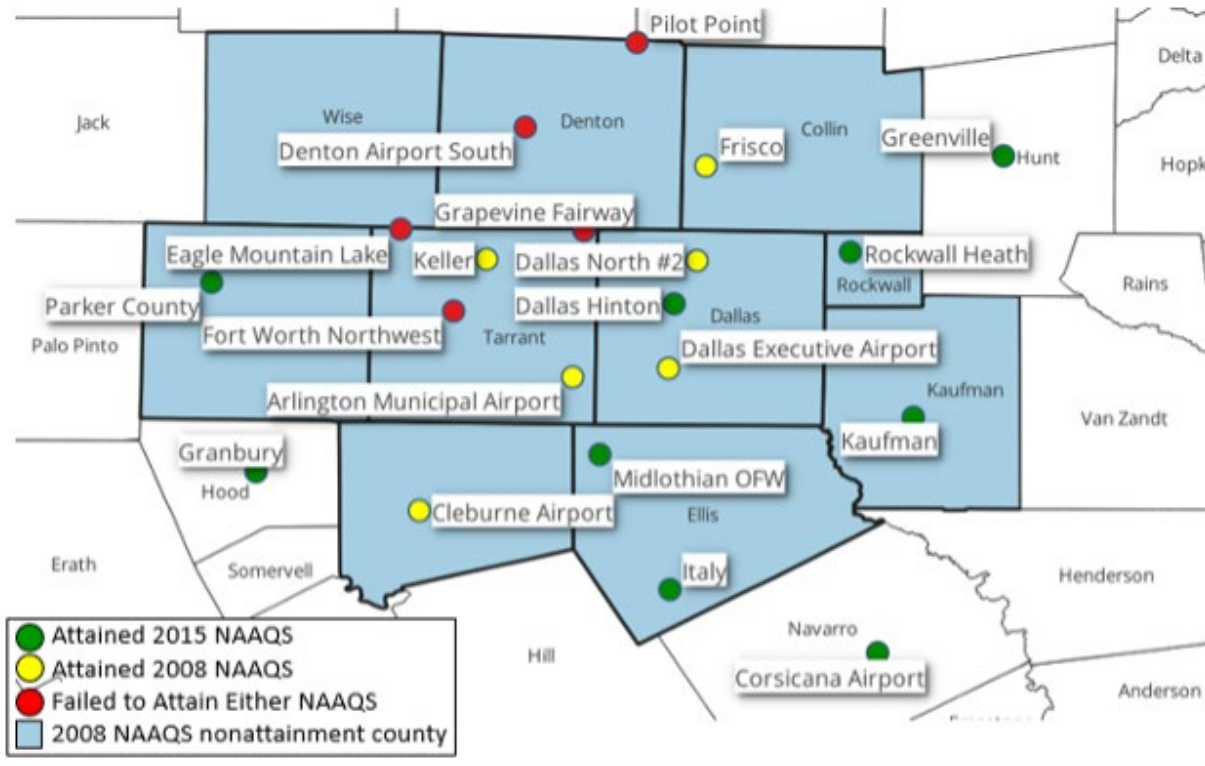 Pilot Point
Delta
Jack
Wise
Denton
Collin
Denton Airport South
Frisco
Greenville
Hunt
Hopk
Grapevine Fairway
Eagle Mountain Lake
Keller
Dallas North #2
Rockwall Heath
Rockwall
Rains
Parker County
Dallas Hinton
Dallas
Fort Worth Northwest
Tarrant
Palo Pinto
Dallas Executive Airport
Arlington Municipal Airport
Kaufman
Kaufman
Van Zandt
Granbury
Hood
Midlothian OFW
Cleburne Airport
Ellis
Erath
Somervell
Italy
Henderson
Hill
Navarro
Corsicana Airport
Anderson
Attained 2015 NAAQS
Attained 2008 NAAQS
Failed to Attain Either NAAQS
2008 NAAQS nonattainment county